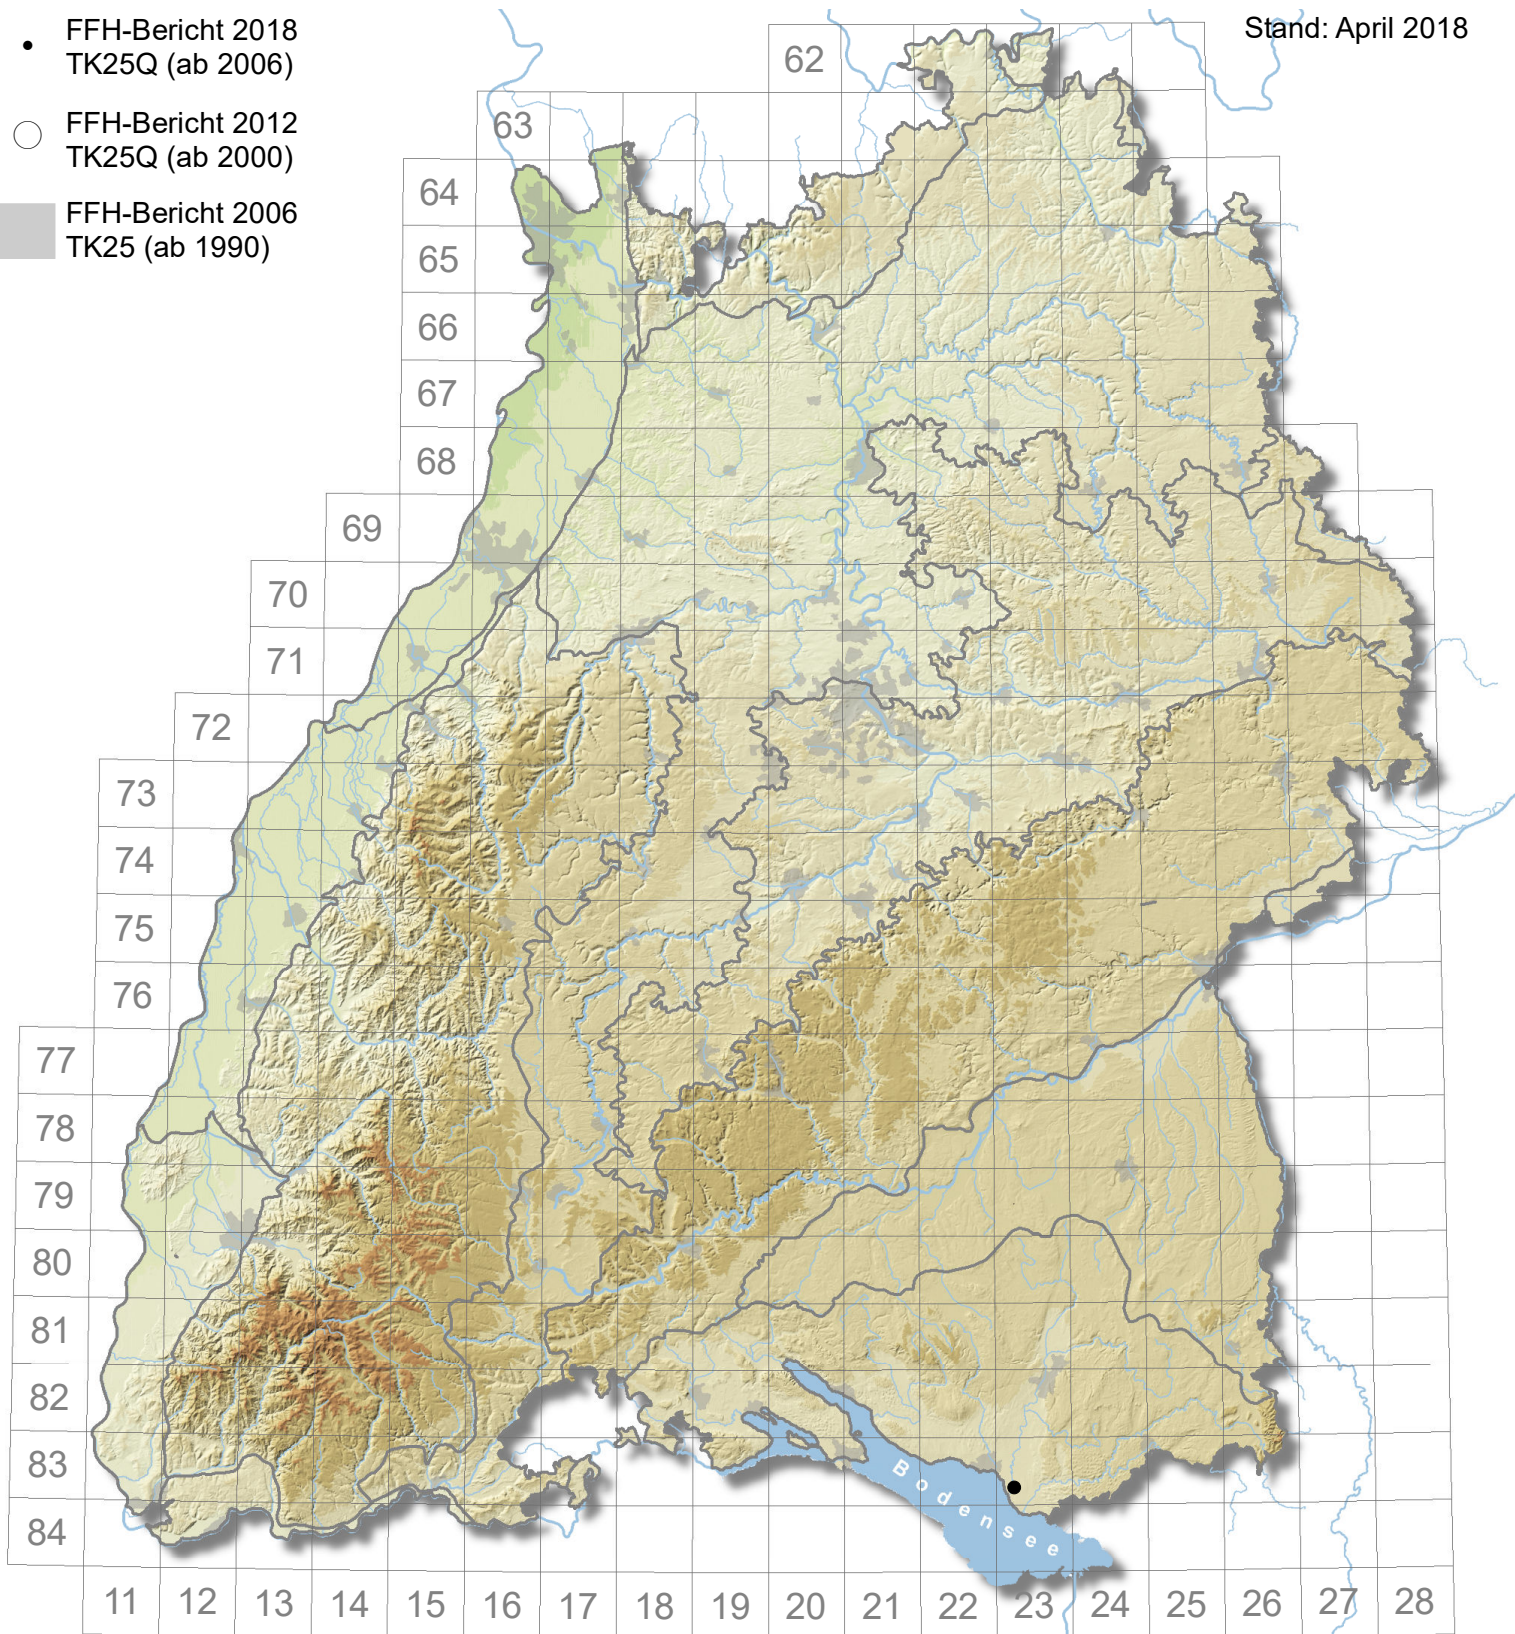 FFH-Bericht 2018
TK25Q (ab 2006)
FFH-Bericht 2012
TK25Q (ab 2000)
FFH-Bericht 2006
TK25 (ab 1990)
Stand: April 2018
62
63
64
65
66
67
68
69
70
71
72
73
74
75
76
77
78
79
80
81
82
83
84
Bodensee
11 12 13 14 15 16 17 18 19 20 21 22 23 24 25 26 27 28